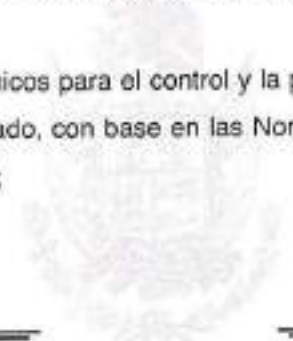 icos para el control y la
ado, con base en las Nor